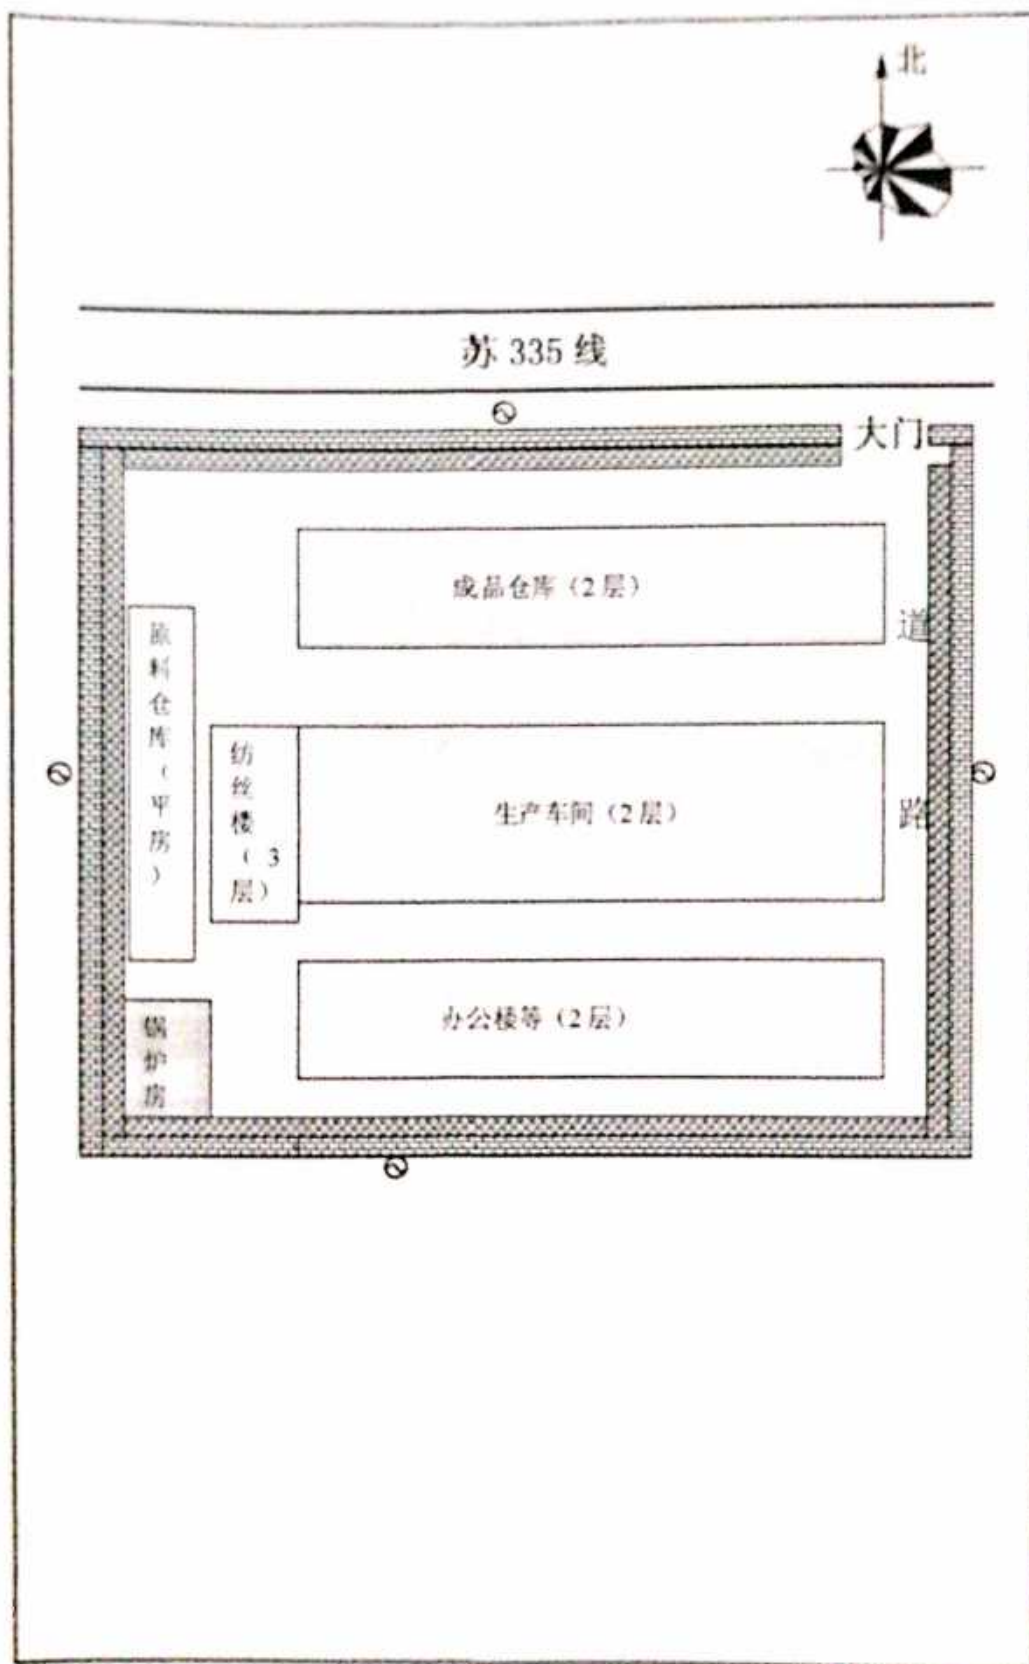 北
苏 335 线
大门
成品仓库（2 层）
道
原料仓库（平房）
纺丝楼（3层）
生产车间（2 层）
路
办公楼等（2 层）
锅炉房